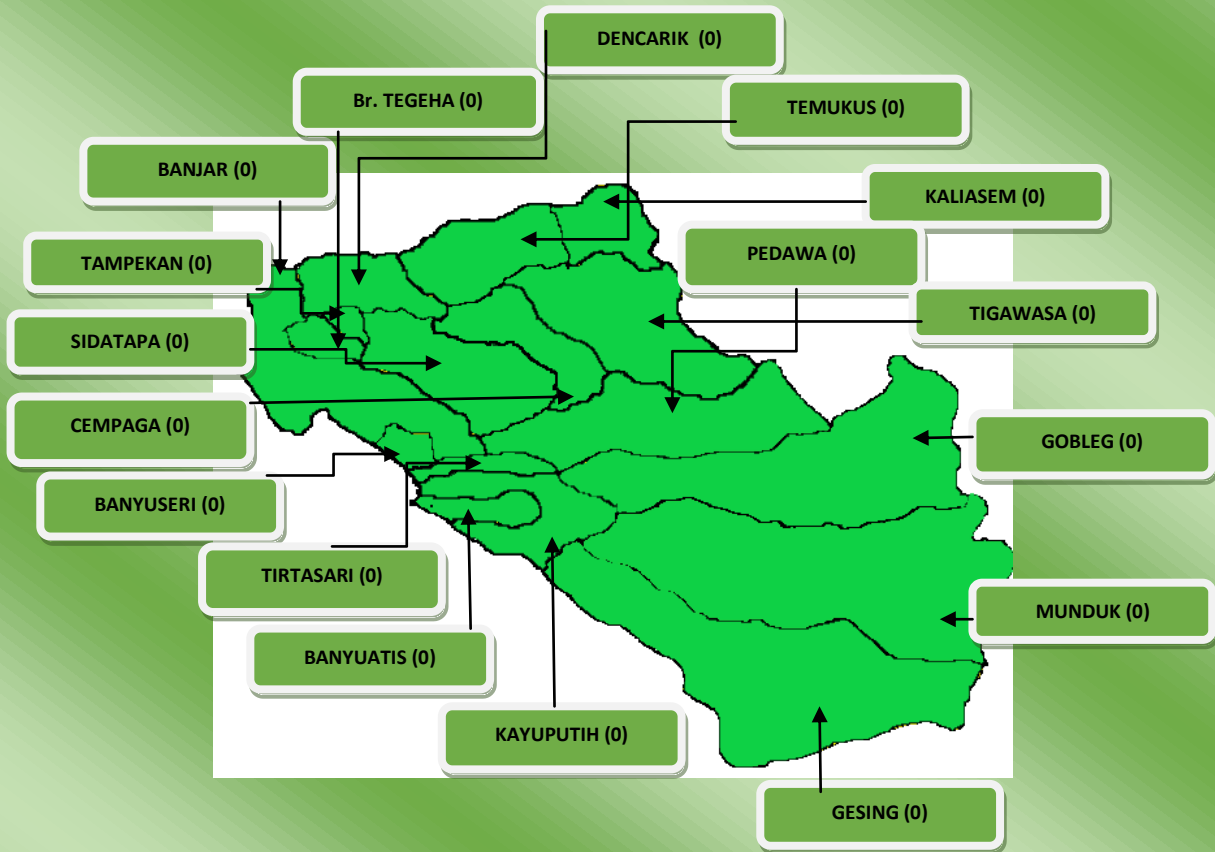 DENCARIK (0)
Br. TEGEHA (0)
TEMUKUS (0)
BANJAR (0)
KALIASEM (0)
TAMPEKAN (0)
PEDAWA (0)
SIDATAPA (0)
TIGAWASA (0)
CEMPAGA (0)
GOBLEG (0)
BANYUSERI (0)
TIRTASARI (0)
MUNDUK (0)
BANYUATIS (0)
KAYUPUTIH (0)
GESING (0)